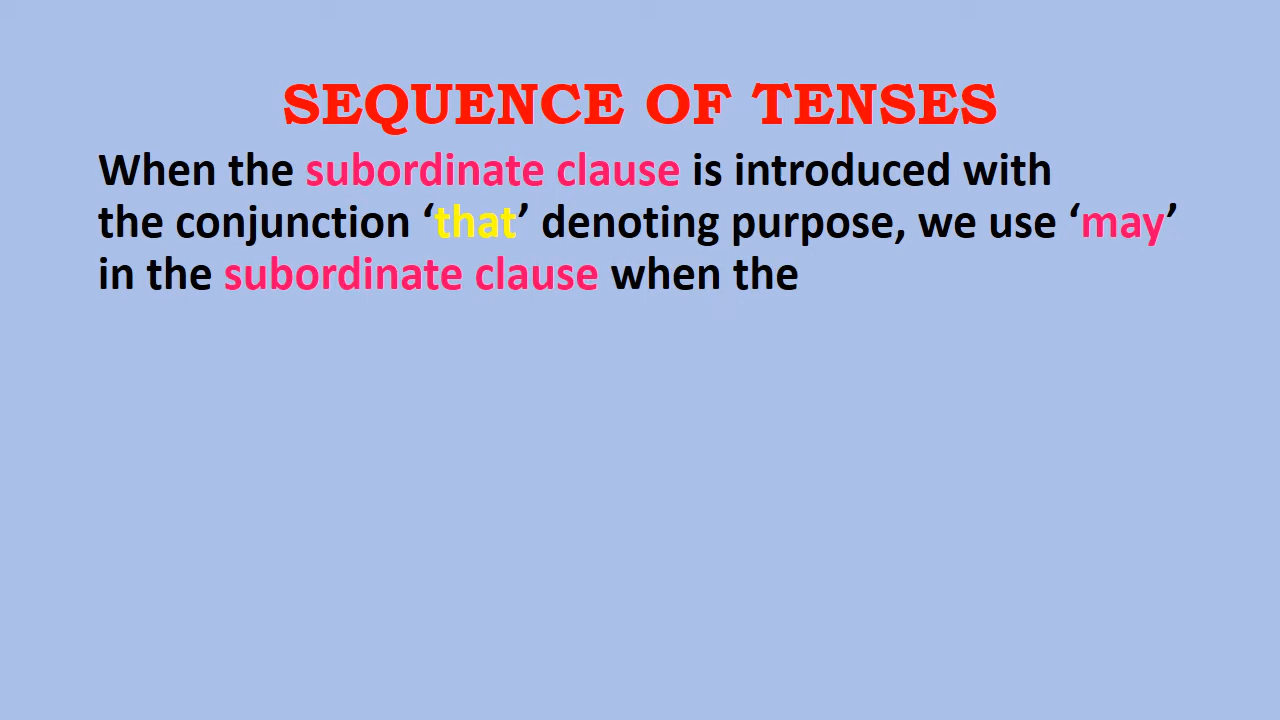 SEQUENCE OF TENSES
When the subordinate clause is introduced with
the conjunction ‘that’ denoting purpose, we use ‘may’
in the subordinate clause when the